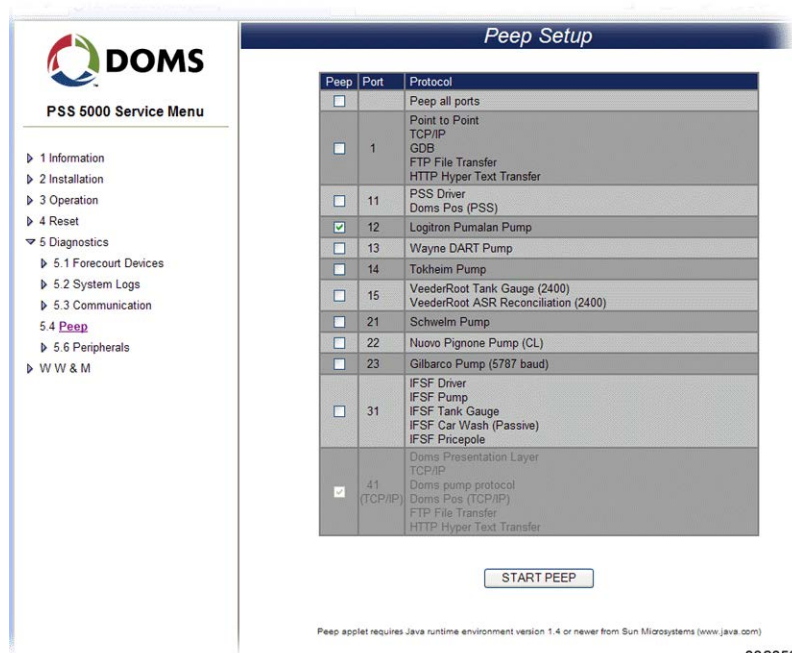 Peep Setup
DOMS
PSS 5000 Service Menu
1 Information
2 Installation
3 Operation
4 Reset
5 Diagnostics
5.1 Forecourt Devices
5.2 System Logs
5.3 Communication
5.4 Peep
5.6 Peripherals
W W & M
Peep Port Protocol
Peep all ports
1
Point to Point
TCP/IP
GDB
FTP File Transfer
HTTP Hyper Text Transfer
11
PSS Driver
Doms Pos (PSS)
12 Logitron Pumalan Pump
13 Wayne DART Pump
14 Tokheim Pump
15
VeederRoot Tank Gauge (2400)
VeederRoot ASR Reconciliation (2400)
21 Schwelm Pump
22 Nuovo Pignone Pump (CL)
23 Gilbarco Pump (5787 baud)
31
IFSF Driver
IFSF Pump
IFSF Tank Gauge
IFSF Car Wash (Passive)
IFSF Pricepole
41
(TCP/IP)
Doms Presentation Layer
TCP/IP
Doms pump protocol
Doms Pos (TCP/IP)
FTP File Transfer
HTTP Hyper Text Transfer
START PEEP
Peep applet requires Java runtime environment version 1.4 or newer from Sun Microsystems (www.java.com)